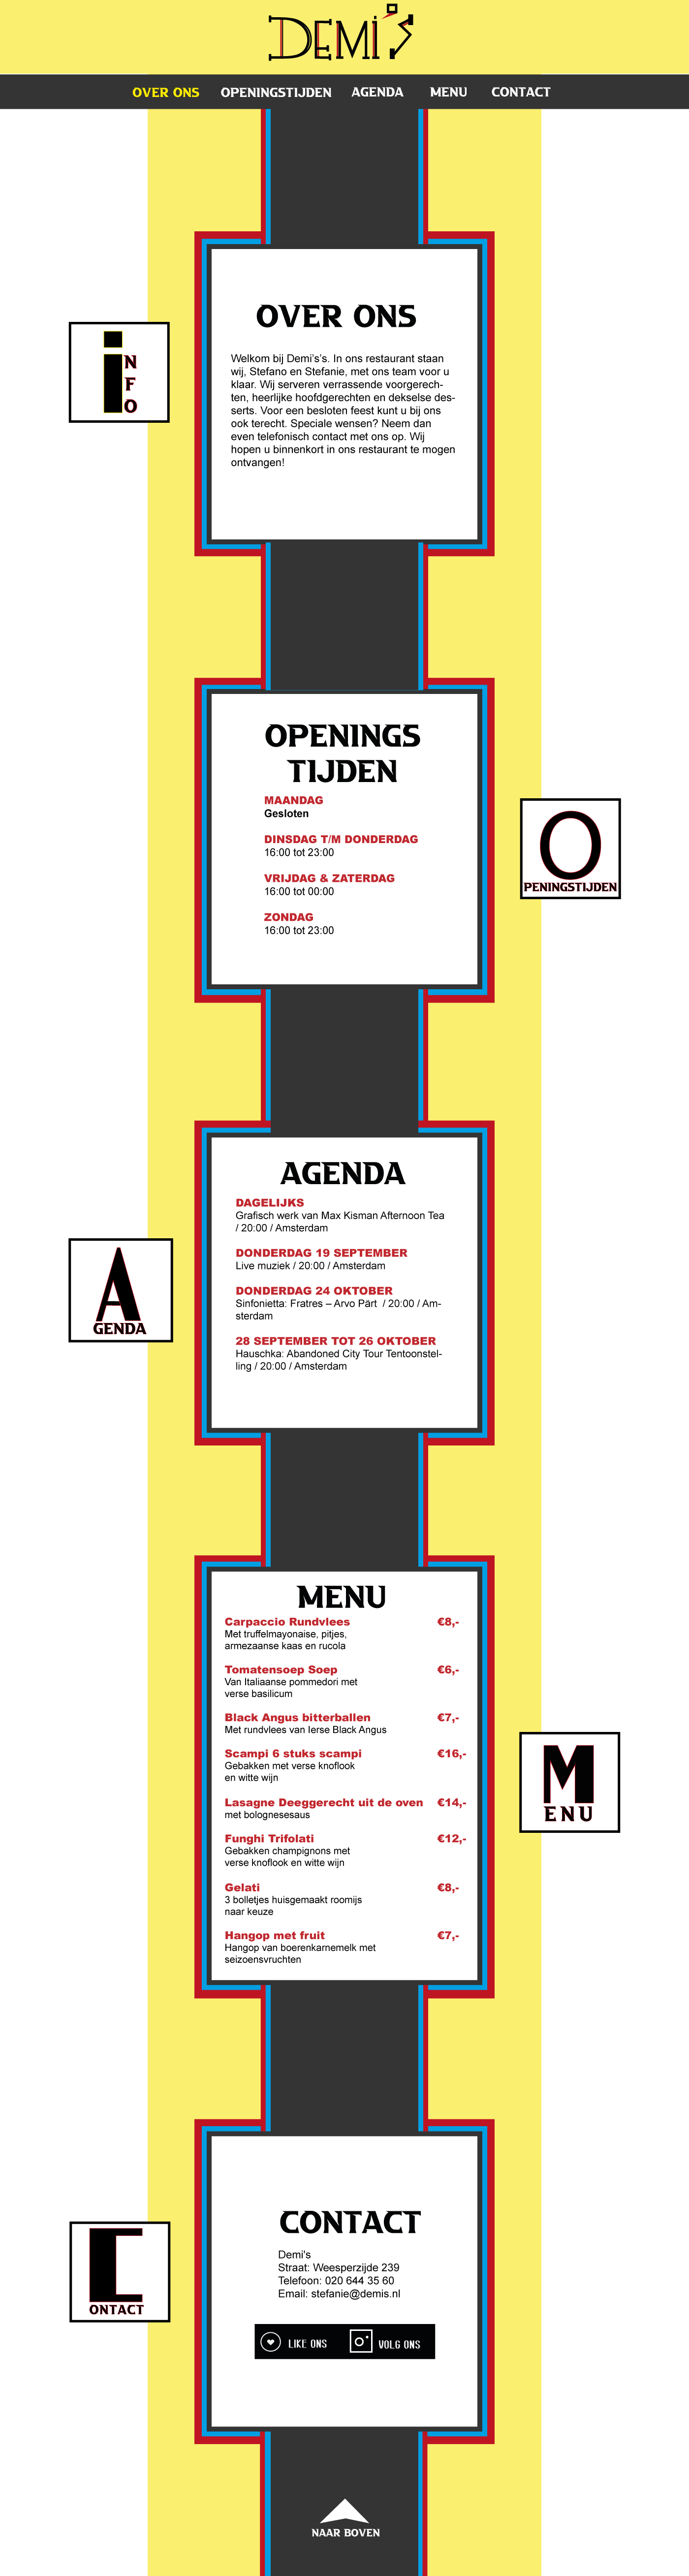 DEMI'S
OVER ONS OPENINGSTIJDEN AGENDA MENU CONTACT
OVER ONS
Welkom bij Demi's's. In ons restaurant staan
wij, Stefano en Stefanie, met ons team voor u
klaar. Wij serveren verrassende voorgerech-
ten, heerlijke hoofdgerechten en dekselse des-
serts. Voor een besloten feest kunt u bij ons
ook terecht. Speciale wensen? Neem dan
even telefonisch contact met ons op. Wij
hopen u binnenkort in ons restaurant te mogen
ontvangen!
iNFO
OPENINGS
TIJDEN
MAANDAG
Gesloten
DINSDAG T/M DONDERDAG
16:00 tot 23:00
VRIJDAG & ZATERDAG
16:00 tot 00:00
ZONDAG
16:00 tot 23:00
OPENINGSTIJDEN
AGENDA
DAGELIJKS
Grafisch werk van Max Kisman Afternoon Tea
/ 20:00 / Amsterdam
DONDERDAG 19 SEPTEMBER
Live muziek / 20:00 / Amsterdam
DONDERDAG 24 OKTOBER
Sinfonietta: Fratres – Arvo Pärt / 20:00 / Am-
sterdam
28 SEPTEMBER TOT 26 OKTOBER
Hauschka: Abandoned City Tour Tentoonstel-
ling / 20:00 / Amsterdam
AGENDA
MENU
Carpaccio Rundvlees €8,-
Met truffelmayonaise, pitjes,
armezaanse kaas en rucola
Tomatensoep Soep €6,-
Van Italiaanse pommedori met
verse basilicum
Black Angus bitterballen €7,-
Met rundvlees van Ierse Black Angus
Scampi 6 stuks scampi €16,-
Gebakken met verse knoflook
en witte wijn
Lasagne Deeggerecht uit de oven €14,-
met bolognesesaus
Funghi Trifolati €12,-
Gebakken champignons met
verse knoflook en witte wijn
Gelati €8,-
3 bolletjes huisgemaakt roomijs
naar keuze
Hangop met fruit €7,-
Hangop van boerenkarnemelk met
seizoensvruchten
MENU
CONTACT
Demi's
Straat: Weesperzijde 239
Telefoon: 020 644 35 60
Email: stefanie@demis.nl
LIKE ONS VOLG ONS
CONTACT
NAAR BOVEN